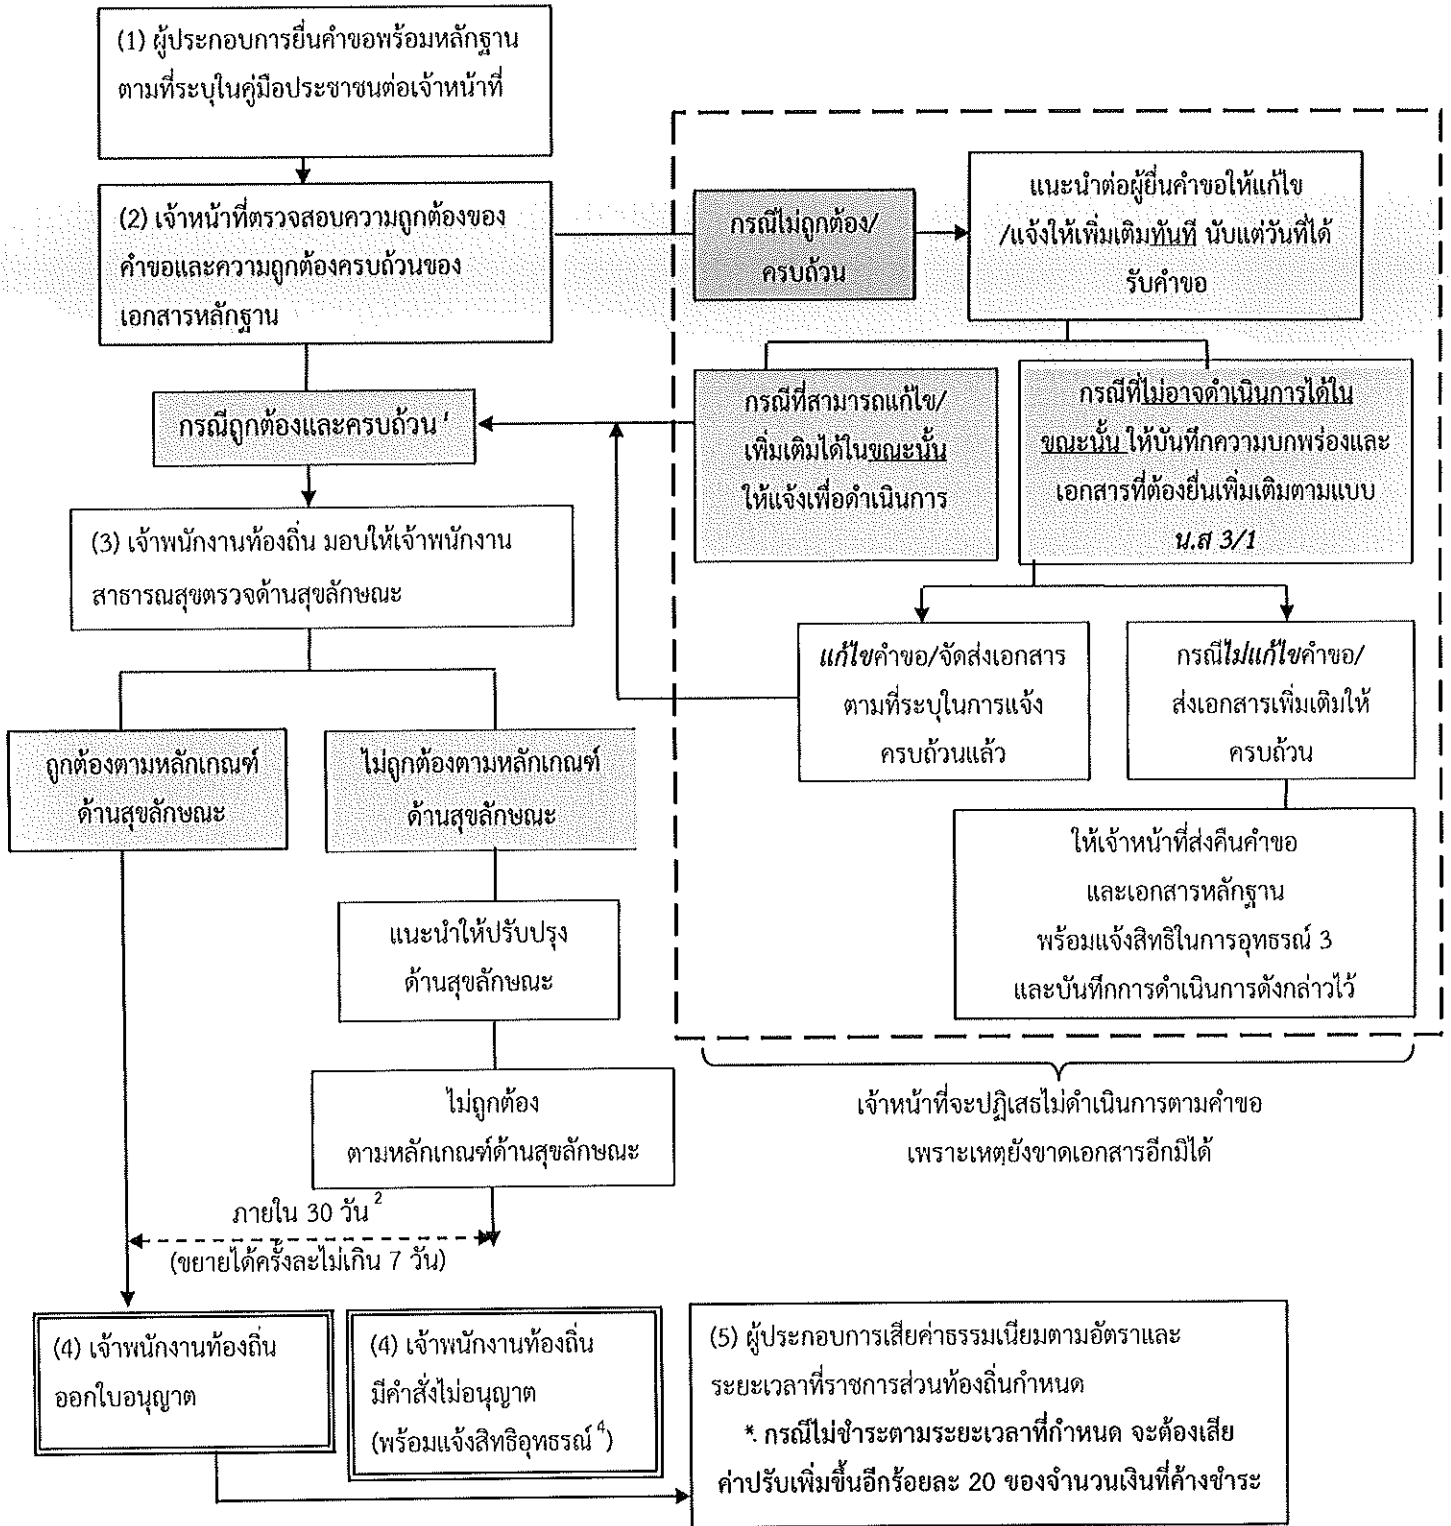 (1) ผู้ประกอบการยื่นคำขอพร้อมหลักฐาน
ตามที่ระบุในคู่มือประชาชนต่อเจ้าหน้าที่
(2) เจ้าหน้าที่ตรวจสอบความถูกต้องของ
คำขอและความถูกต้องครบถ้วนของ
เอกสารหลักฐาน
กรณีไม่ถูกต้อง/
ครบถ้วน
แนะนำต่อผู้ยื่นคำขอให้แก้ไข
/แจ้งให้เพิ่มเติมทันที นับแต่วันที่ได้
รับคำขอ
กรณีถูกต้องและครบถ้วน ¹
กรณีที่สามารถแก้ไข/
เพิ่มเติมได้ในขณะนั้น
ให้แจ้งเพื่อดำเนินการ
กรณีที่ไม่อาจดำเนินการได้ใน
ขณะนั้น ให้บันทึกความบกพร่องและ
เอกสารที่ต้องยื่นเพิ่มเติมตามแบบ
น.ส 3/1
(3) เจ้าพนักงานท้องถิ่น มอบให้เจ้าพนักงาน
สาธารณสุขตรวจด้านสุขลักษณะ
แก้ไขคำขอ/จัดส่งเอกสาร
ตามที่ระบุในการแจ้ง
ครบถ้วนแล้ว
กรณีไม่แก้ไขคำขอ/
ส่งเอกสารเพิ่มเติมให้
ครบถ้วน
ถูกต้องตามหลักเกณฑ์
ด้านสุขลักษณะ
ไม่ถูกต้องตามหลักเกณฑ์
ด้านสุขลักษณะ
ให้เจ้าหน้าที่ส่งคืนคำขอ
และเอกสารหลักฐาน
พร้อมแจ้งสิทธิในการอุทธรณ์ 3
และบันทึกการดำเนินการดังกล่าวไว้
แนะนำให้ปรับปรุง
ด้านสุขลักษณะ
ไม่ถูกต้อง
ตามหลักเกณฑ์ด้านสุขลักษณะ
เจ้าหน้าที่จะปฏิเสธไม่ดำเนินการตามคำขอ
เพราะเหตุยังขาดเอกสารอีกมิได้
ภายใน 30 วัน ²
(ขยายได้ครั้งละไม่เกิน 7 วัน)
(4) เจ้าพนักงานท้องถิ่น
ออกใบอนุญาต
(4) เจ้าพนักงานท้องถิ่น
มีคำสั่งไม่อนุญาต
(พร้อมแจ้งสิทธิอุทธรณ์ ⁴)
(5) ผู้ประกอบการเสียค่าธรรมเนียมตามอัตราและ
ระยะเวลาที่ราชการส่วนท้องถิ่นกำหนด
*. กรณีไม่ชำระตามระยะเวลาที่กำหนด จะต้องเสีย
ค่าปรับเพิ่มขึ้นอีกร้อยละ 20 ของจำนวนเงินที่ค้างชำระ